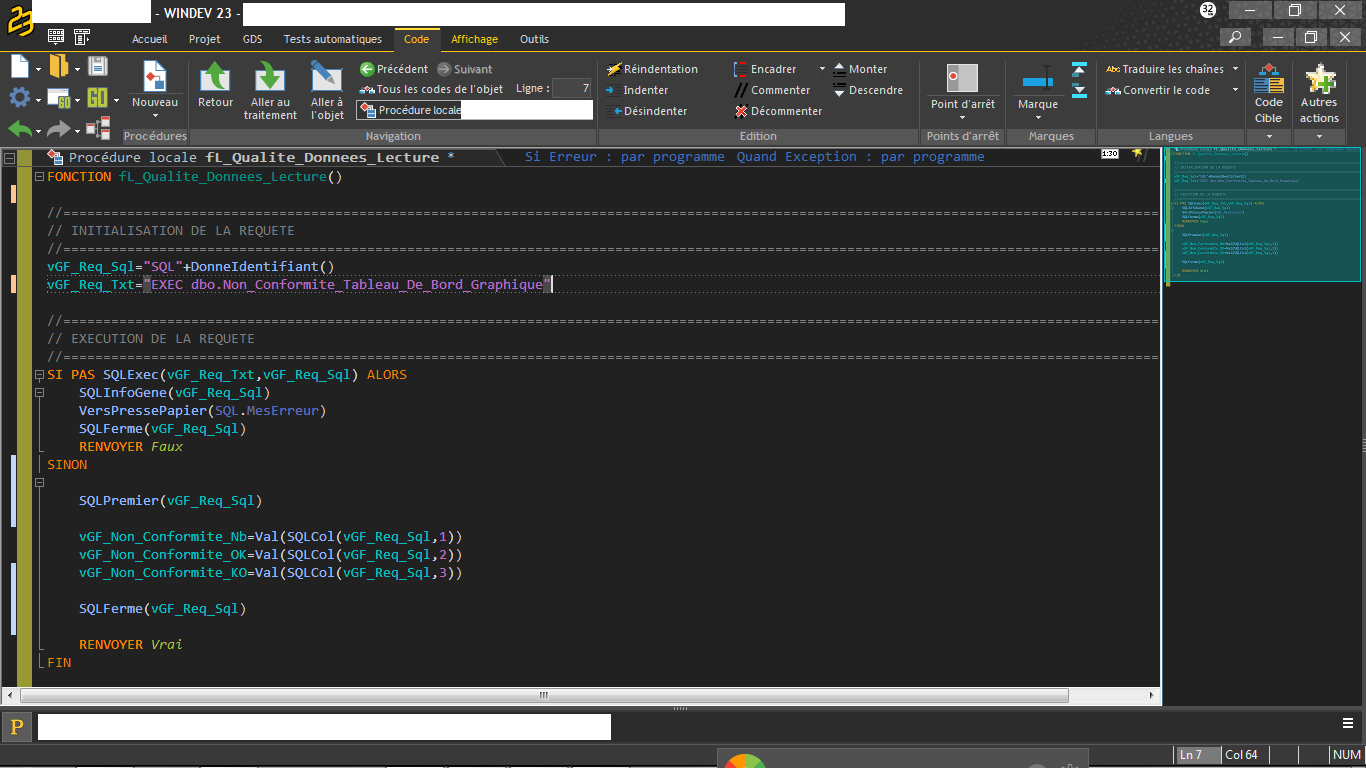 23
- WINDEV 23 -
32
Accueil Projet GDS Tests automatiques Code Affichage Outils
Nouveau
Procédures
Retour
Aller au traitement
Aller à l'objet
Précédent Suivant
Tous les codes de l'objet Ligne : 7
Procédure locale
Navigation
Réindentation
Indenter
Désindenter
Encadrer
Commenter
Décommenter
Monter
Descendre
Edition
Point d'arrêt
Points d'arrêt
Marque
Marques
Traduire les chaînes
Convertir le code
Langues
Code Cible
Autres actions
Procédure locale fL_Qualite_Donnees_Lecture * Si Erreur : par programme Quand Exception : par programme 1:30
FONCTION fL_Qualite_Donnees_Lecture()
//==========================================================================================================================================
// INITIALISATION DE LA REQUETE
//==========================================================================================================================================
vGF_Req_Sql="SQL"+DonneIdentifiant()
vGF_Req_Txt="EXEC dbo.Non_Conformite_Tableau_De_Bord_Graphique"
//==========================================================================================================================================
// EXECUTION DE LA REQUETE
//==========================================================================================================================================
SI PAS SQLExec(vGF_Req_Txt,vGF_Req_Sql) ALORS
SQLInfoGene(vGF_Req_Sql)
VersPressePapier(SQL.MesErreur)
SQLFerme(vGF_Req_Sql)
RENVOYER Faux
SINON
SQLPremier(vGF_Req_Sql)
vGF_Non_Conformite_Nb=Val(SQLCol(vGF_Req_Sql,1))
vGF_Non_Conformite_OK=Val(SQLCol(vGF_Req_Sql,2))
vGF_Non_Conformite_KO=Val(SQLCol(vGF_Req_Sql,3))
SQLFerme(vGF_Req_Sql)
RENVOYER Vrai
FIN
P
Ln 7 Col 64 NUM